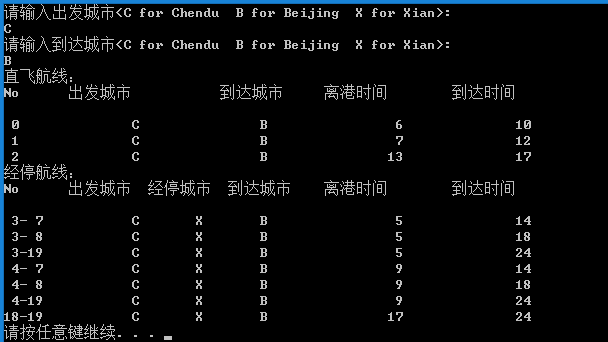 请输入出发城市<C for Chendu  B for Beijing  X for Xian>:
C
请输入到达城市<C for Chendu  B for Beijing  X for Xian>:
B
直飞航线:
No 出发城市 到达城市 离港时间 到达时间
0 C B 6 10
1 C B 7 12
2 C B 13 17
经停航线:
No 出发城市 经停城市 到达城市 离港时间 到达时间
3- 7 C X B 5 14
3- 8 C X B 5 18
3-19 C X B 5 24
4- 7 C X B 9 14
4- 8 C X B 9 18
4-19 C X B 9 24
18-19 C X B 17 24
请按任意键继续. . .